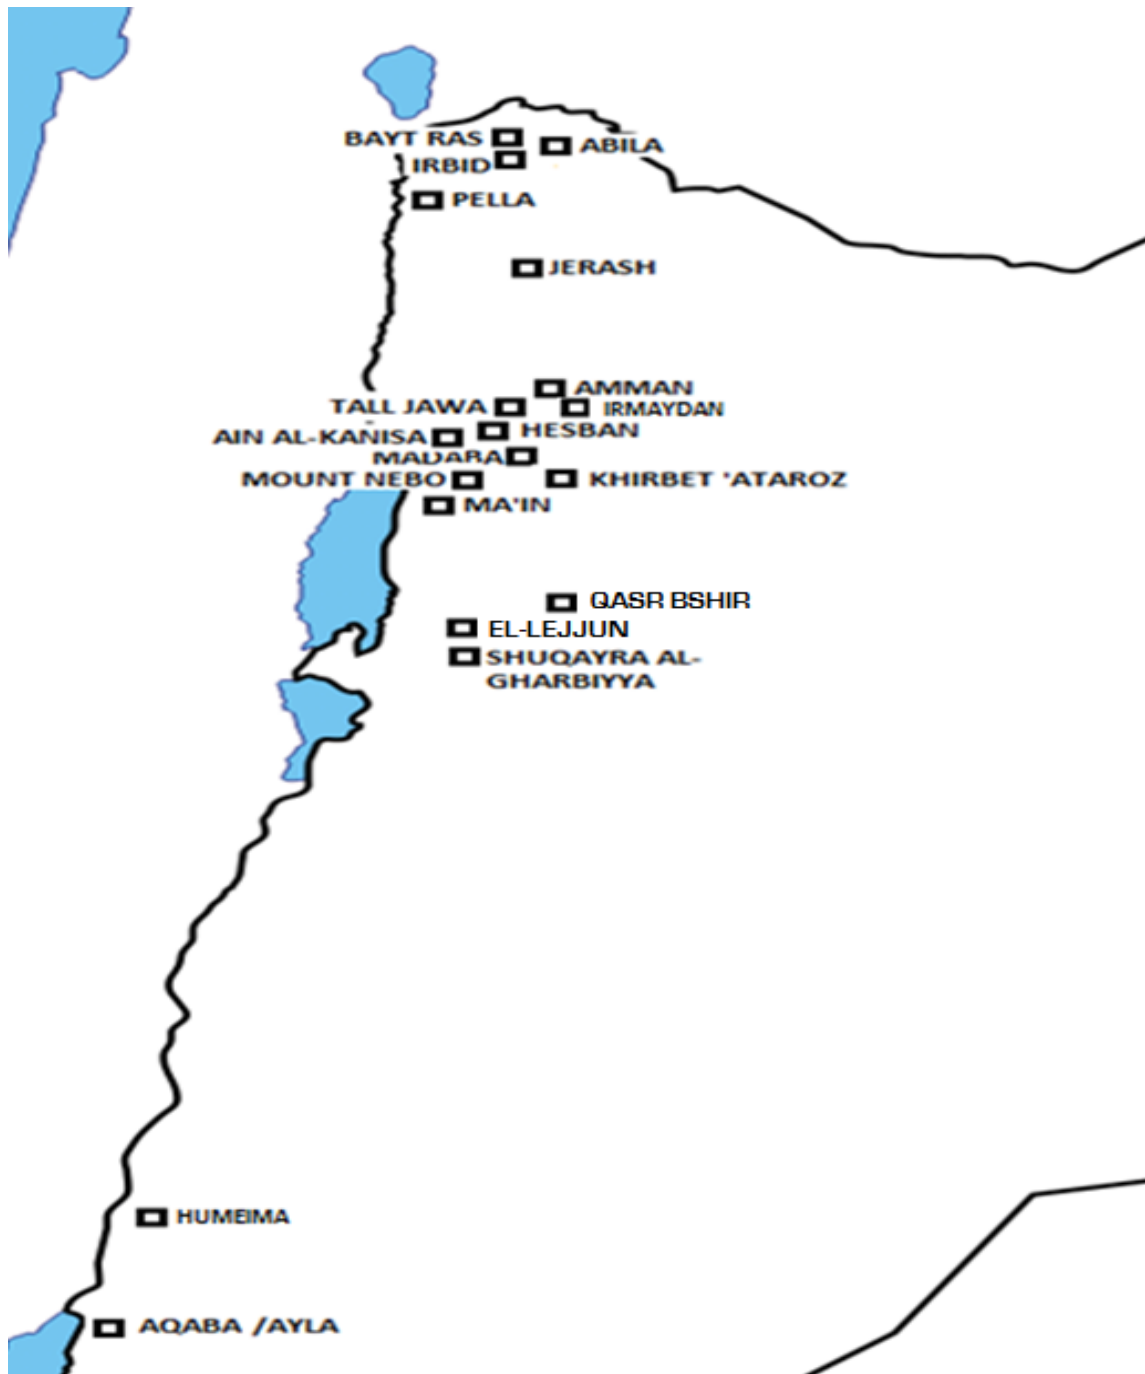 BAYT RAS
ABILA
IRBID
PELLA
JERASH
AMMAN
TALL JAWA
IRMAYDAN
HESBAN
AIN AL-KANISA
MADABA
MOUNT NEBO
KHIRBET 'ATAROZ
MA'IN
QASR BSHIR
EL-LEJJUN
SHUQAYRA AL-
GHARBIYYA
HUMEIMA
AQABA /AYLA